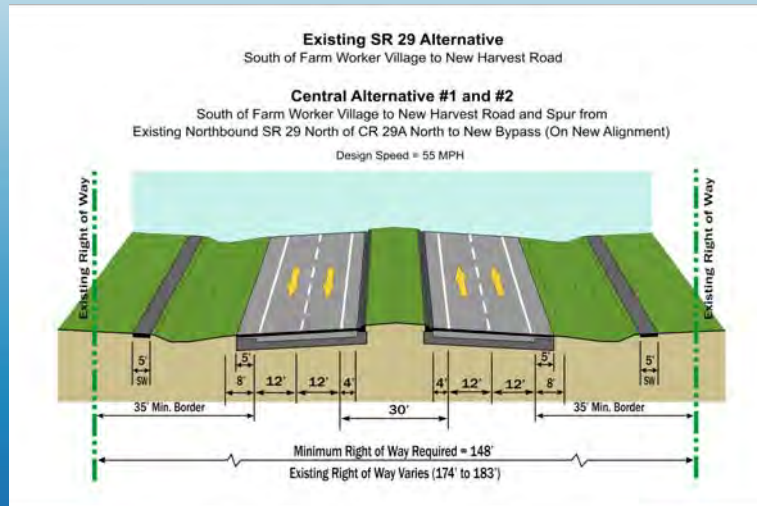 Existing SR 29 Alternative
South of Farm Worker Village to New Harvest Road
Central Alternative #1 and #2
South of Farm Worker Village to New Harvest Road and Spur from
Existing Northbound SR 29 North of CR 29A North to New Bypass (On New Alignment)
Design Speed = 55 MPH
Existing Right of Way
Existing Right of Way
5'
SW
5'
8'
12'
12'
4'
4'
12'
12'
5'
8'
5'
SW
35' Min. Border
30'
35' Min. Border
Minimum Right of Way Required = 148'
Existing Right of Way Varies (174' to 183')